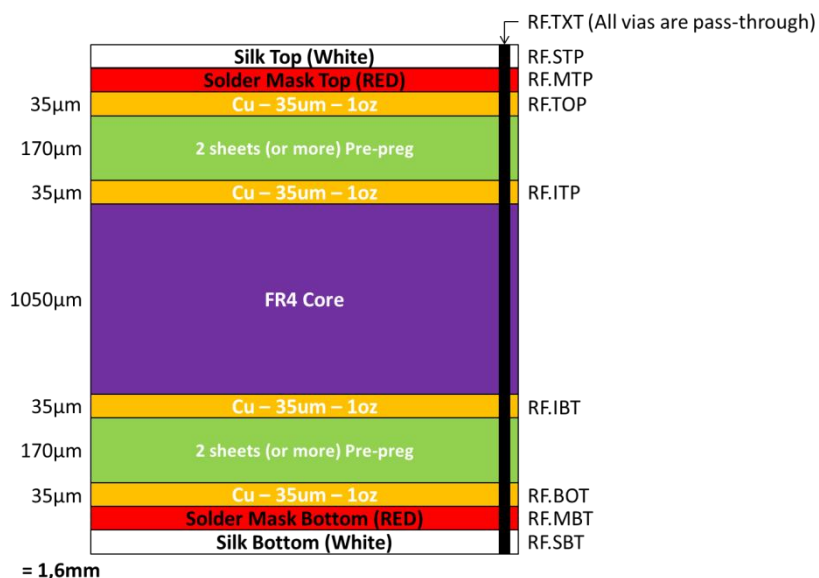 RF.TXT (All vias are pass-through)
Silk Top (White) RF.STP
Solder Mask Top (RED) RF.MTP
35µm Cu – 35um – 1oz RF.TOP
170µm 2 sheets (or more) Pre-preg
35µm Cu – 35um – 1oz RF.ITP
1050µm FR4 Core
35µm Cu – 35um – 1oz RF.IBT
170µm 2 sheets (or more) Pre-preg
35µm Cu – 35um – 1oz RF.BOT
Solder Mask Bottom (RED) RF.MBT
Silk Bottom (White) RF.SBT
= 1,6mm